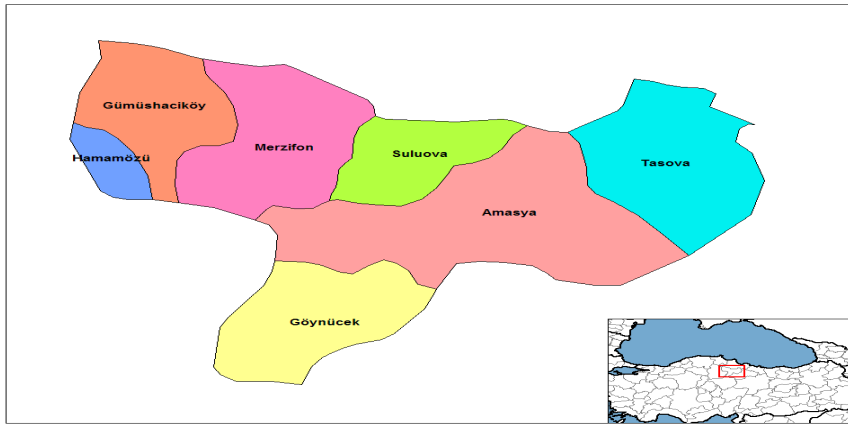 Gümüshaciköy
Hamamözü
Merzifon
Suluova
Tasova
Amasya
Göynücek